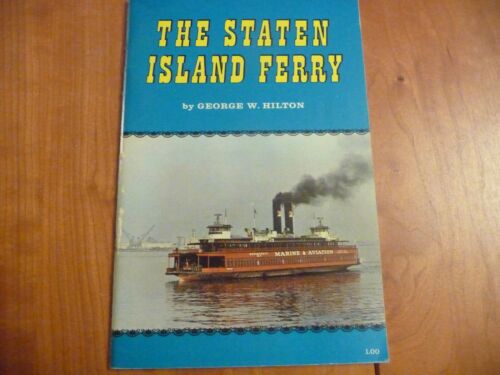 THE STATEN
ISLAND FERRY
by GEORGE W. HILTON
MARINE & AVIATION
1.00